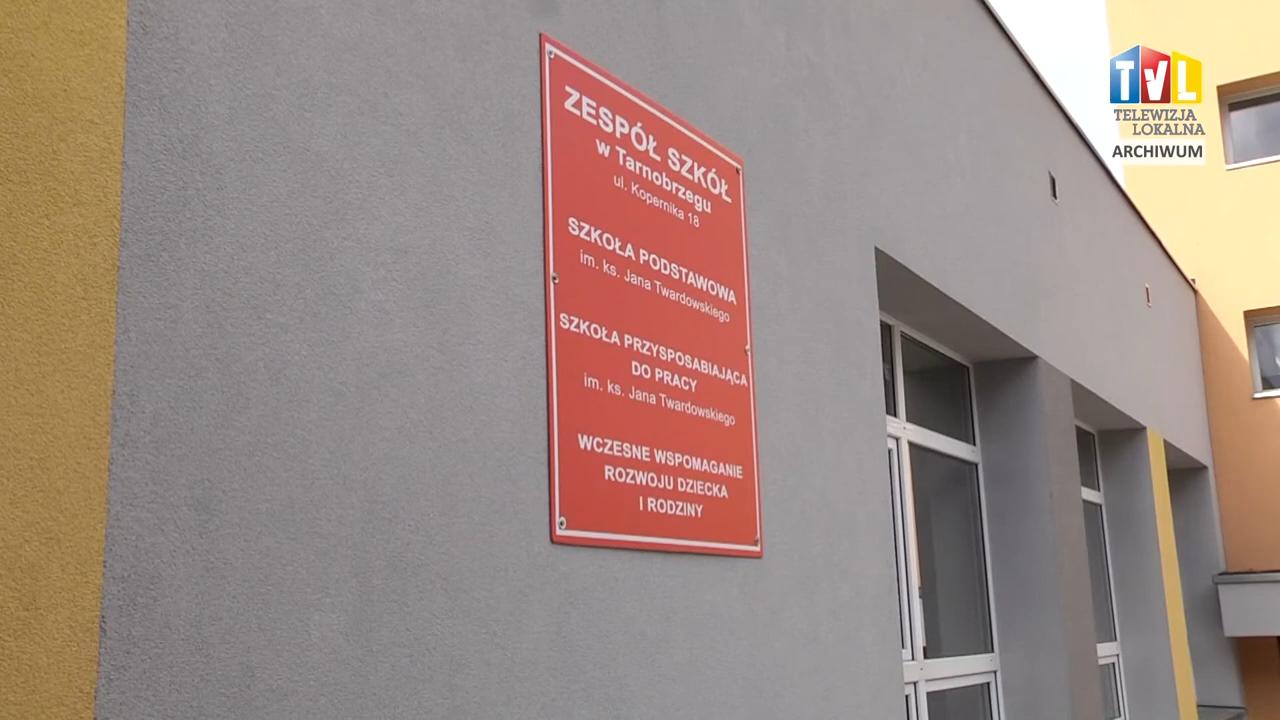 ZESPÓŁ SZKÓŁ
w Tarnobrzegu
ul. Kopernika 18
SZKOŁA PODSTAWOWA
im. ks. Jana Twardowskiego
SZKOŁA PRZYSPOSABIAJĄCA
DO PRACY
im. ks. Jana Twardowskiego
WCZESNE WSPOMAGANIE
ROZWOJU DZIECKA
I RODZINY
TVL
TELEWIZJA
LOKALNA
ARCHIWUM